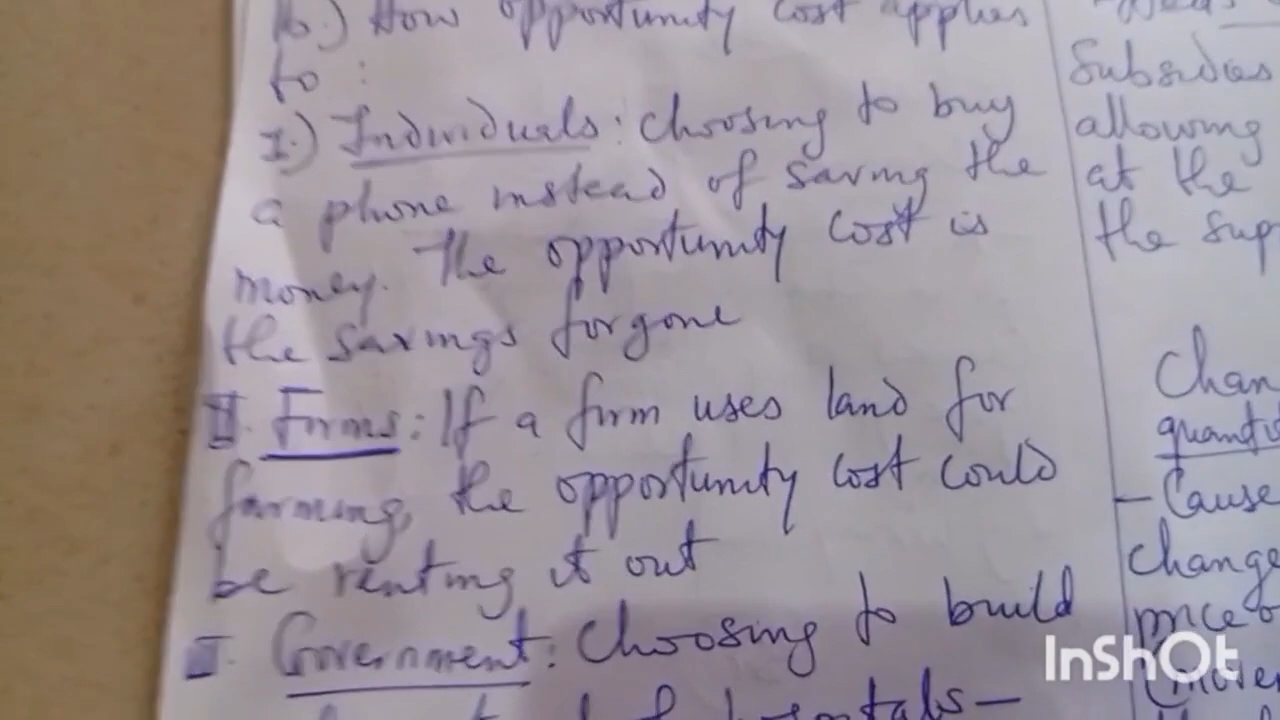 b.) How opportunity cost applies
to :
I.) Individuals: choosing to buy
a phone instead of saving the
money. The opportunity cost is
the savings forgone
II. Firms: If a firm uses land for
farming, the opportunity cost could
be renting it out
I. Government: Choosing to build
Subsidies
allowing
at the
the sup
Chan
quanti
- Cause
change
price o
(move
InShOt